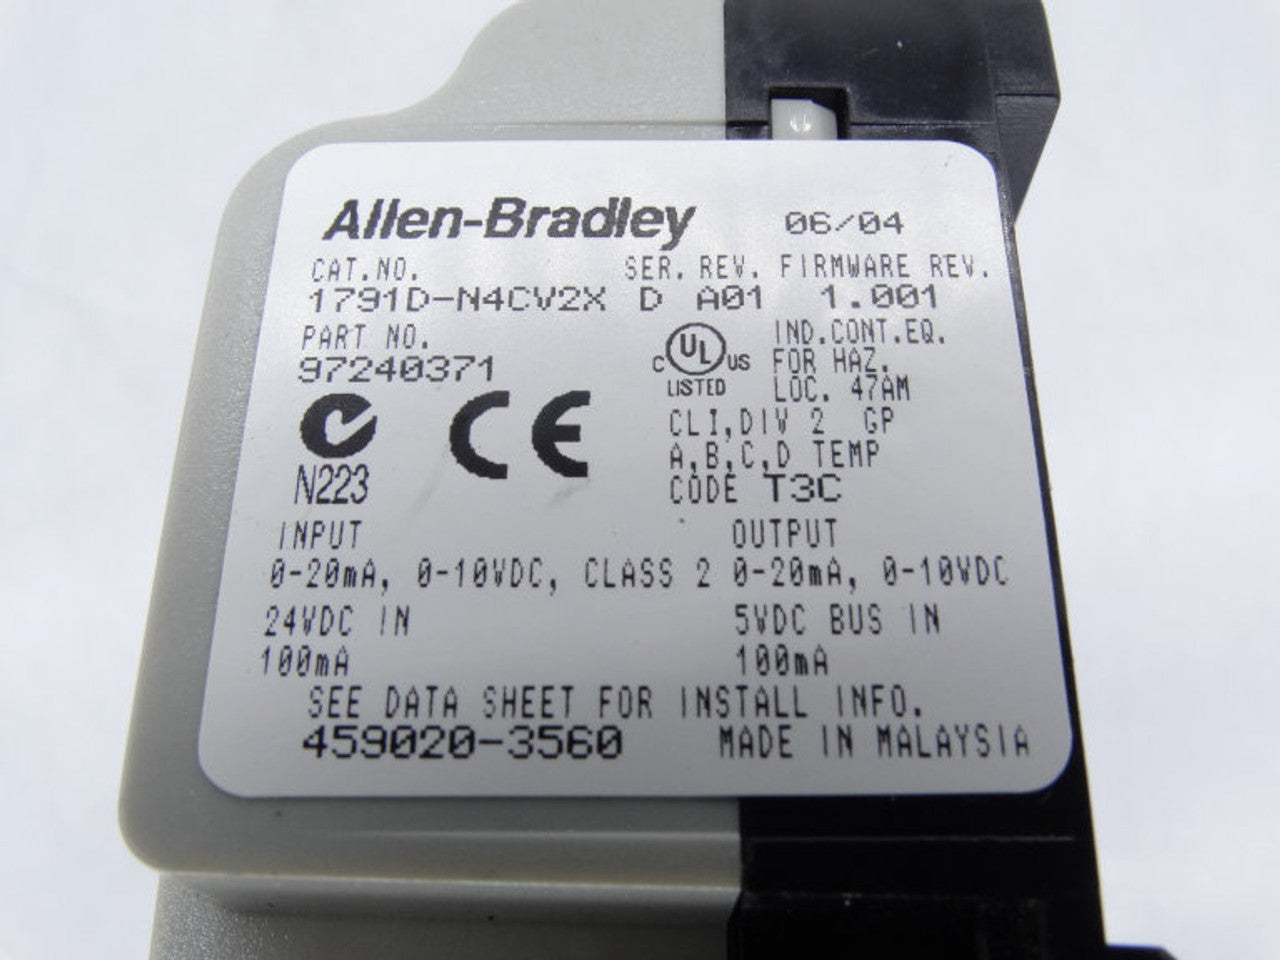 Allen-Bradley 06/04
CAT.NO. SER. REV. FIRMWARE REV.
1791D-N4CV2X D A01 1.001
PART NO.
97240371
C UL US
LISTED
IND.CONT.EQ.
FOR HAZ.
LOC. 47AM
CLI,DIV 2 GP
A,B,C,D TEMP
CODE T3C
CE
N223
INPUT OUTPUT
0-20mA, 0-10VDC, CLASS 2 0-20mA, 0-10VDC
24VDC IN 5VDC BUS IN
100mA 100mA
SEE DATA SHEET FOR INSTALL INFO.
459020-3560 MADE IN MALAYSIA